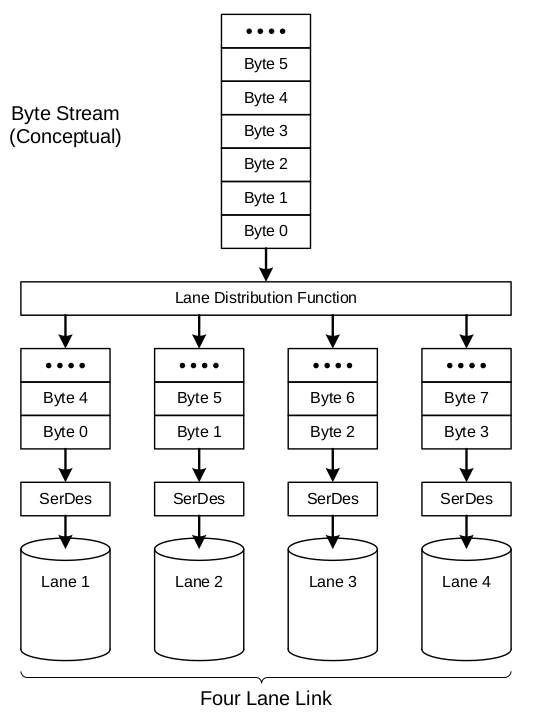 ••••
Byte 5
Byte 4
Byte Stream
(Conceptual)
Byte 3
Byte 2
Byte 1
Byte 0
Lane Distribution Function
•••• •••• •••• ••••
Byte 4 Byte 5 Byte 6 Byte 7
Byte 0 Byte 1 Byte 2 Byte 3
SerDes SerDes SerDes SerDes
Lane 1 Lane 2 Lane 3 Lane 4
Four Lane Link